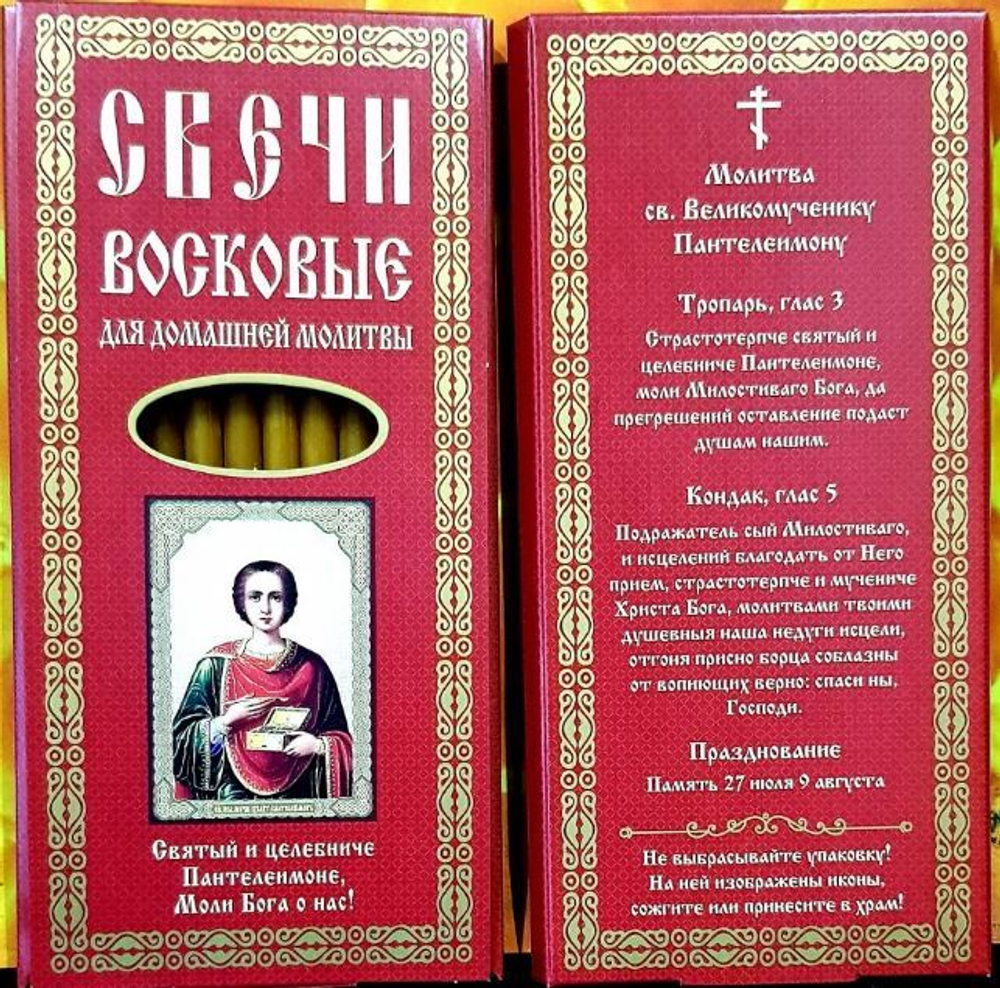 СВЕЧИ
ВОСКОВЫЕ
ДЛЯ ДОМАШНЕЙ МОЛИТВЫ
Святый и целебниче
Пантелеимоне,
Моли Бога о нас!
Молитва
св. Великомученику
Пантелеимону
Тропарь, глас 3
Страстотерпче святый и
целебниче Пантелеимоне,
моли Милостиваго Бога, да
прегрешений оставление подаст
душам нашим.
Кондак, глас 5
Подражатель сый Милостиваго,
и исцелений благодать от Него
прием, страстотерпче и мучениче
Христа Бога, молитвами твоими
душевныя наша недуги исцели,
отгоня присно борца соблазны
от вопиющих верно: спаси ны,
Господи.
Празднование
Память 27 июля 9 августа
Не выбрасывайте упаковку!
На ней изображены иконы,
сожгите или принесите в храм!